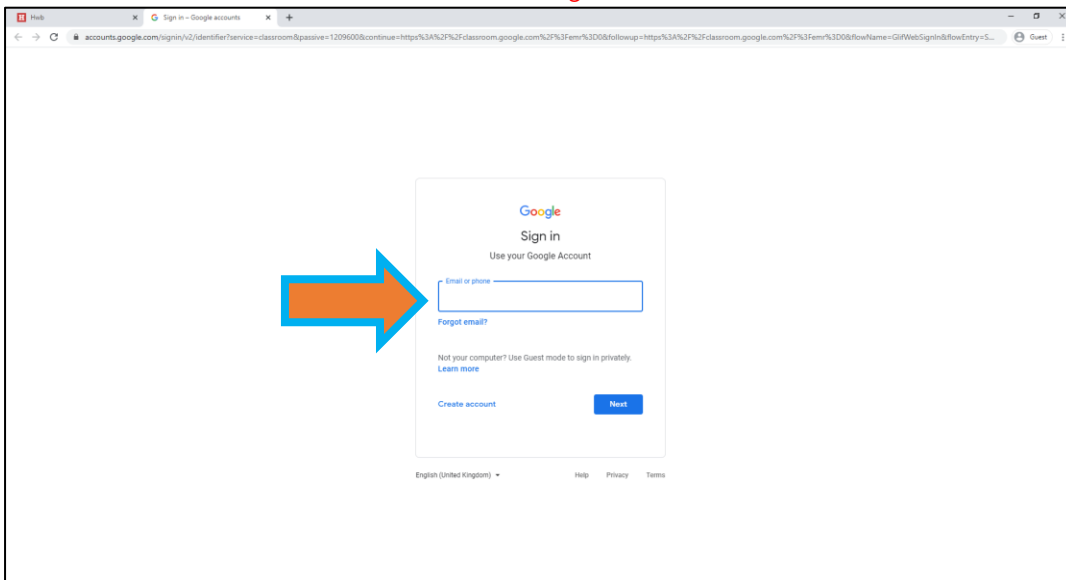 Hwb
Sign in – Google accounts
accounts.google.com/signin/v2/identifier?service=classroom&passive=1209600&continue=https%3A%2F%2Fclassroom.google.com%2F%3Femr%3D0&followup=https%3A%2F%2Fclassroom.google.com%2F%3Femr%3D0&flowName=GlifWebSignIn&flowEntry=S...
Guest
Google
Sign in
Use your Google Account
Email or phone
Forgot email?
Not your computer? Use Guest mode to sign in privately.
Learn more
Create account
Next
English (United Kingdom)
Help Privacy Terms